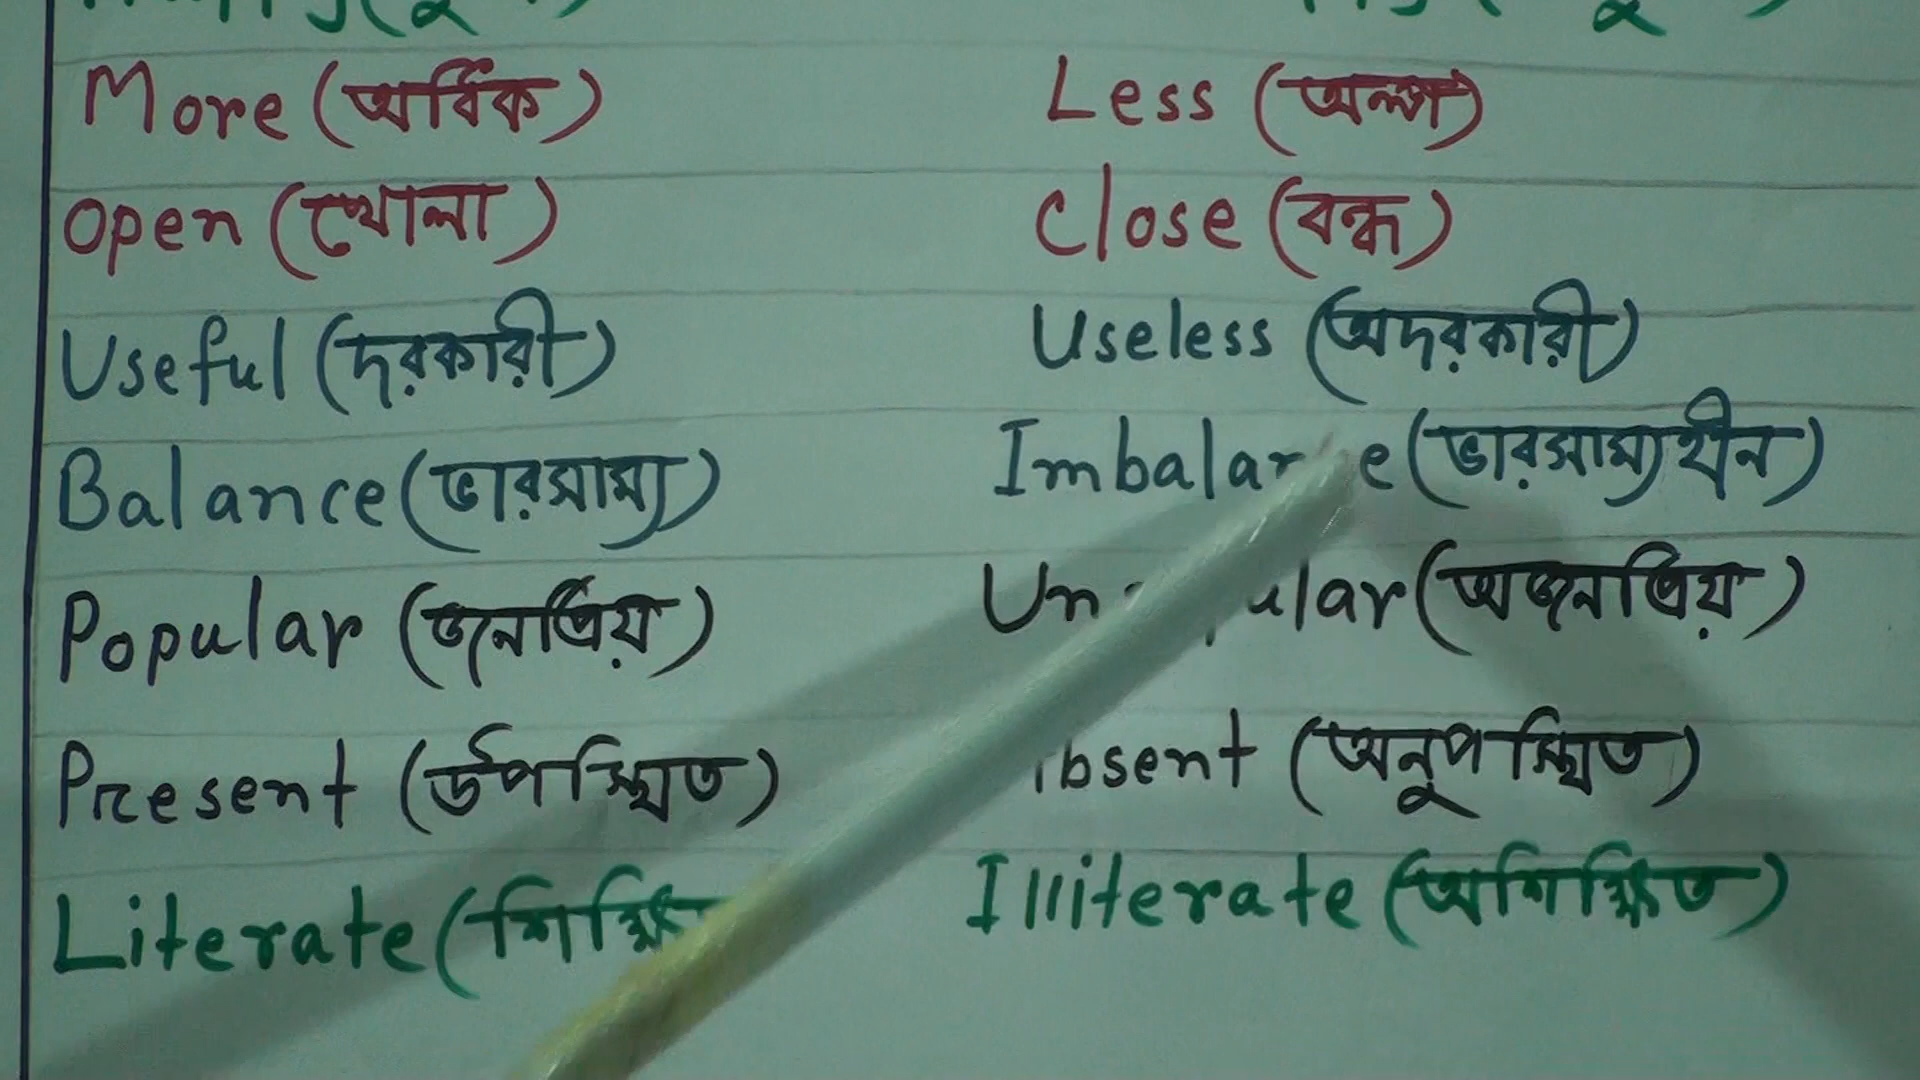 More (অধিক) Less (অল্প)
Open (খোলা) Close (বন্ধ)
Useful (দরকারী) Useless (অদরকারী)
Balance (ভারসাম্য) (ভারসাম্যহীন)
Popular (জনপ্রিয়) (অজনপ্রিয়)
Present (উপস্থিত) (অনুপস্থিত)
Literate Illiterate (অশিক্ষিত)